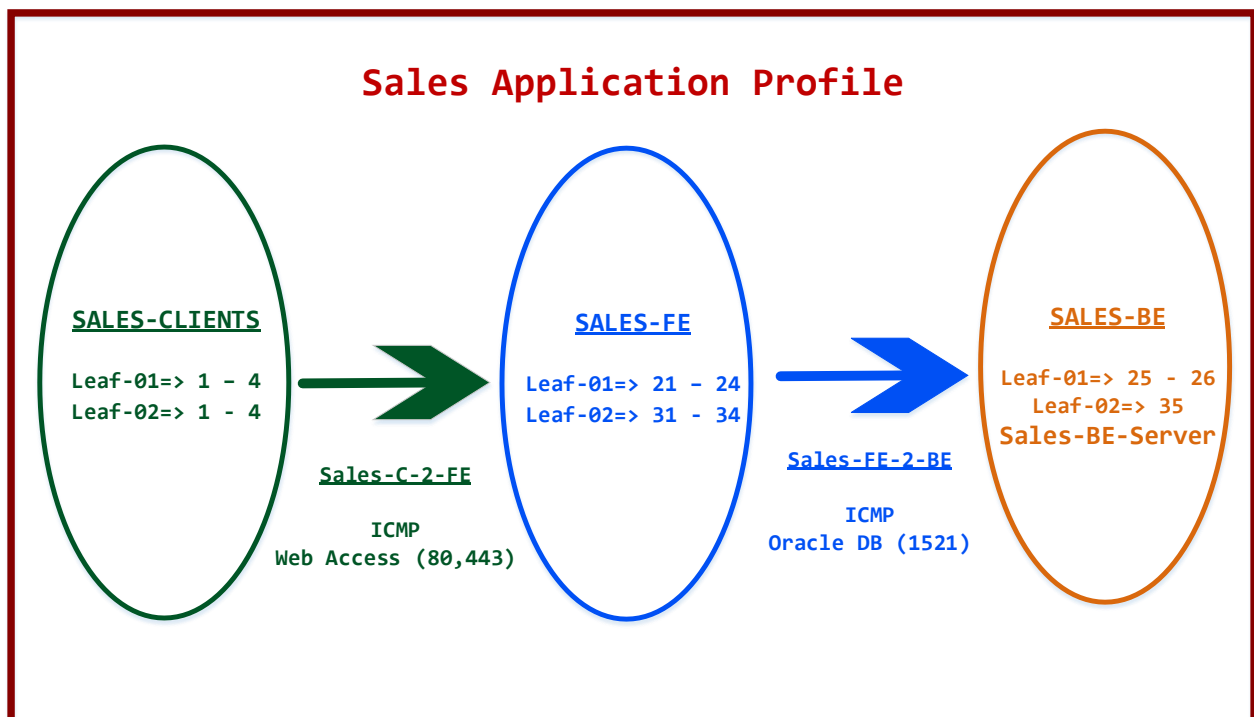 Sales Application Profile
SALES-CLIENTS
Leaf-01=> 1 – 4
Leaf-02=> 1 - 4
Sales-C-2-FE
ICMP
Web Access (80,443)
SALES-FE
Leaf-01=> 21 – 24
Leaf-02=> 31 - 34
Sales-FE-2-BE
ICMP
Oracle DB (1521)
SALES-BE
Leaf-01=> 25 - 26
Leaf-02=> 35
Sales-BE-Server